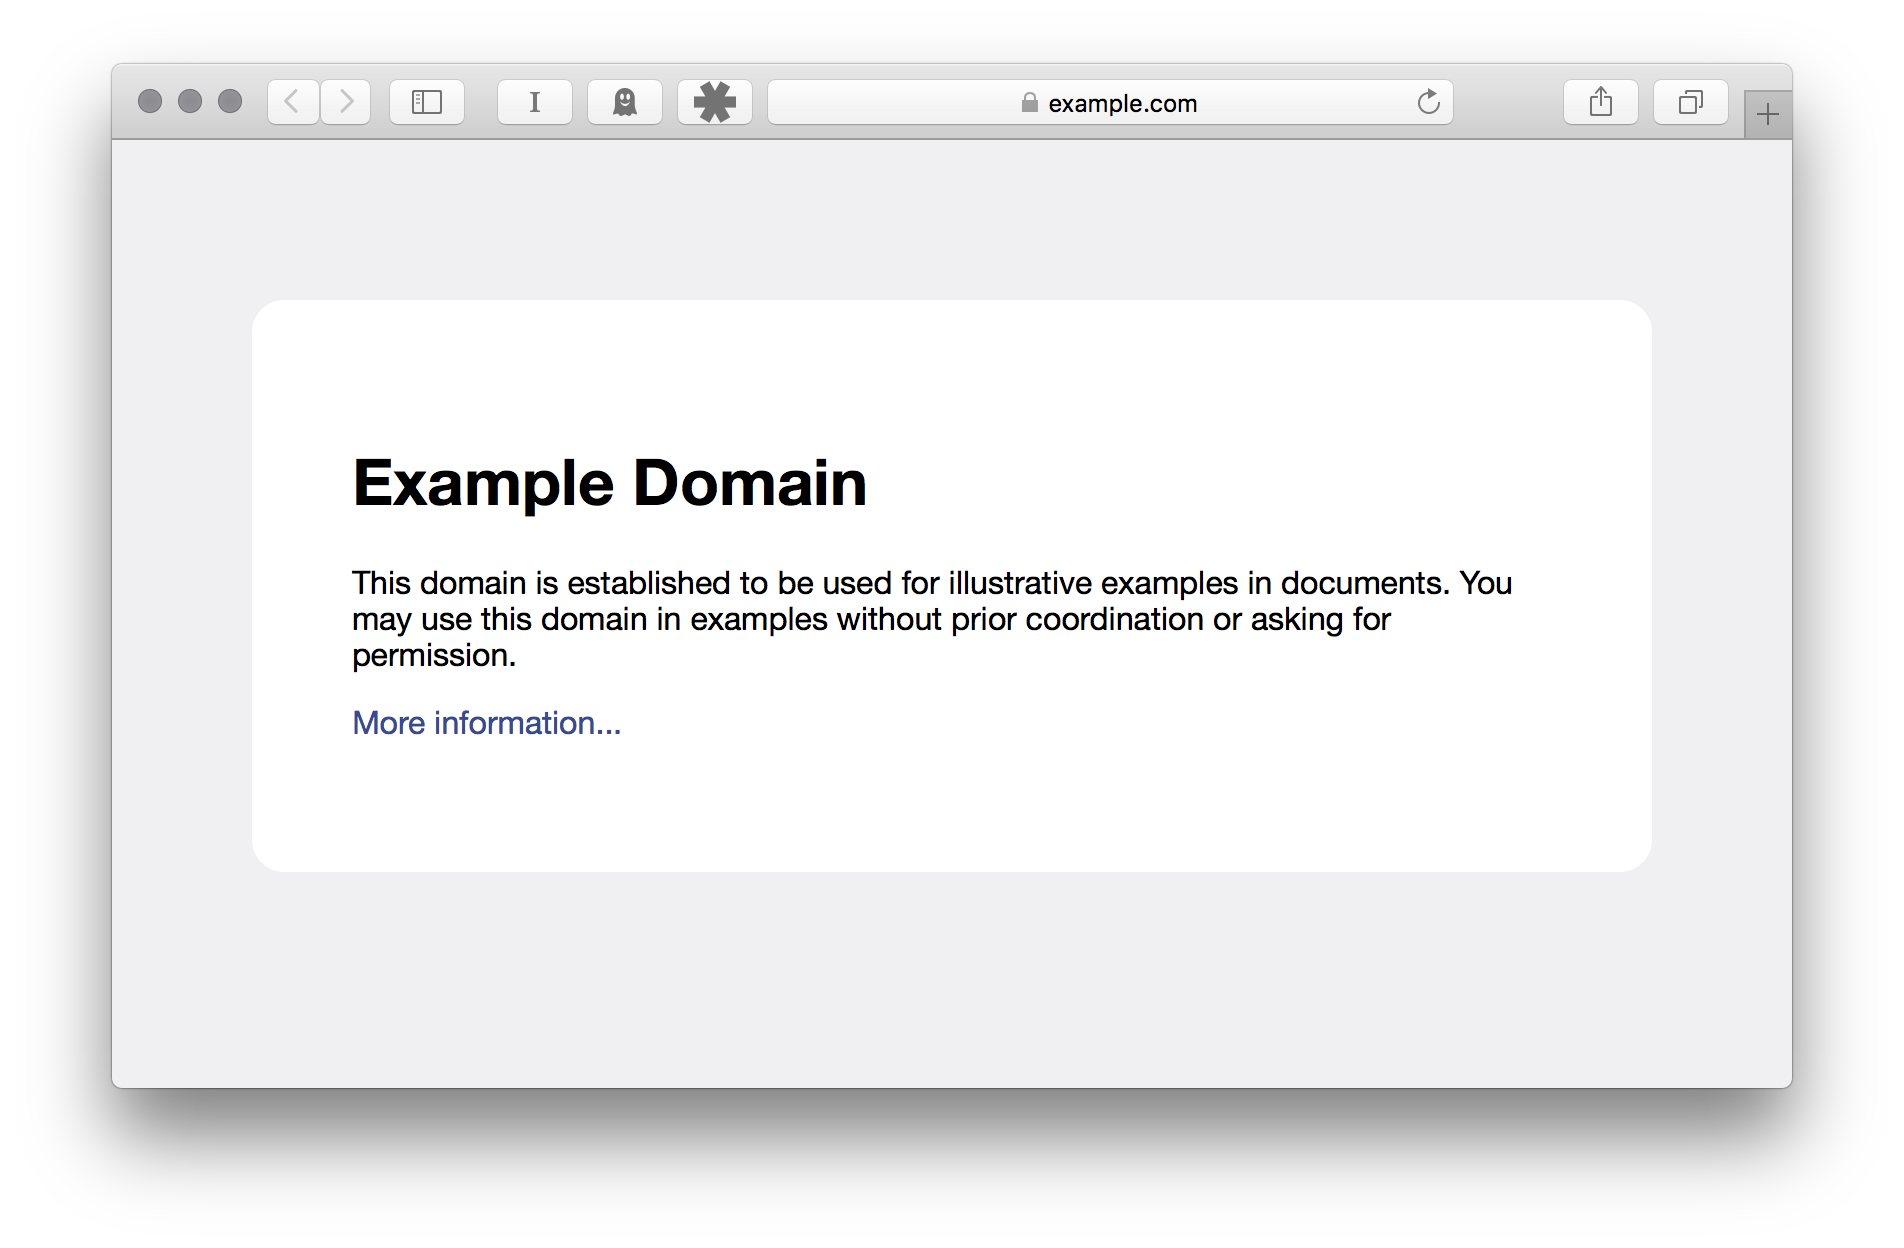 I
example.com
Example Domain
This domain is established to be used for illustrative examples in documents. You
may use this domain in examples without prior coordination or asking for
permission.
More information...